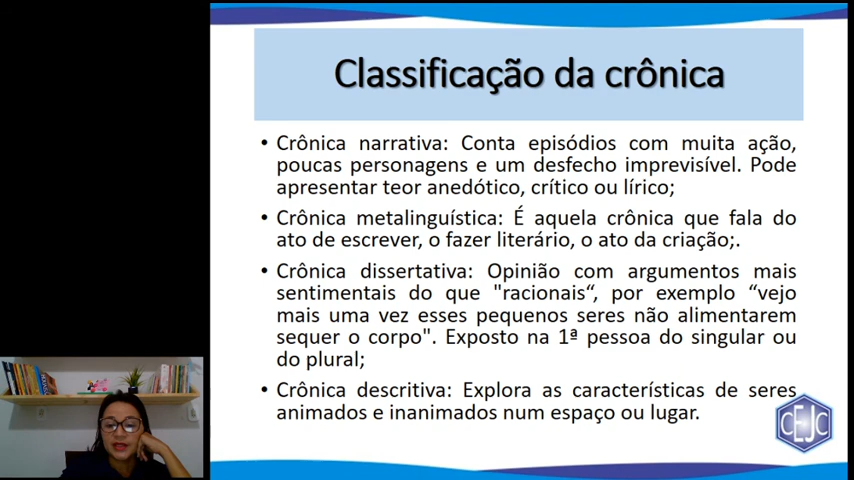 Classificação da crônica
• Crônica narrativa: Conta episódios com muita ação,
poucas personagens e um desfecho imprevisível. Pode
apresentar teor anedótico, crítico ou lírico;
• Crônica metalinguística: É aquela crônica que fala do
ato de escrever, o fazer literário, o ato da criação;.
• Crônica dissertativa: Opinião com argumentos mais
sentimentais do que "racionais“, por exemplo “vejo
mais uma vez esses pequenos seres não alimentarem
sequer o corpo". Exposto na 1ª pessoa do singular ou
do plural;
• Crônica descritiva: Explora as características de seres
animados e inanimados num espaço ou lugar.
CEJC